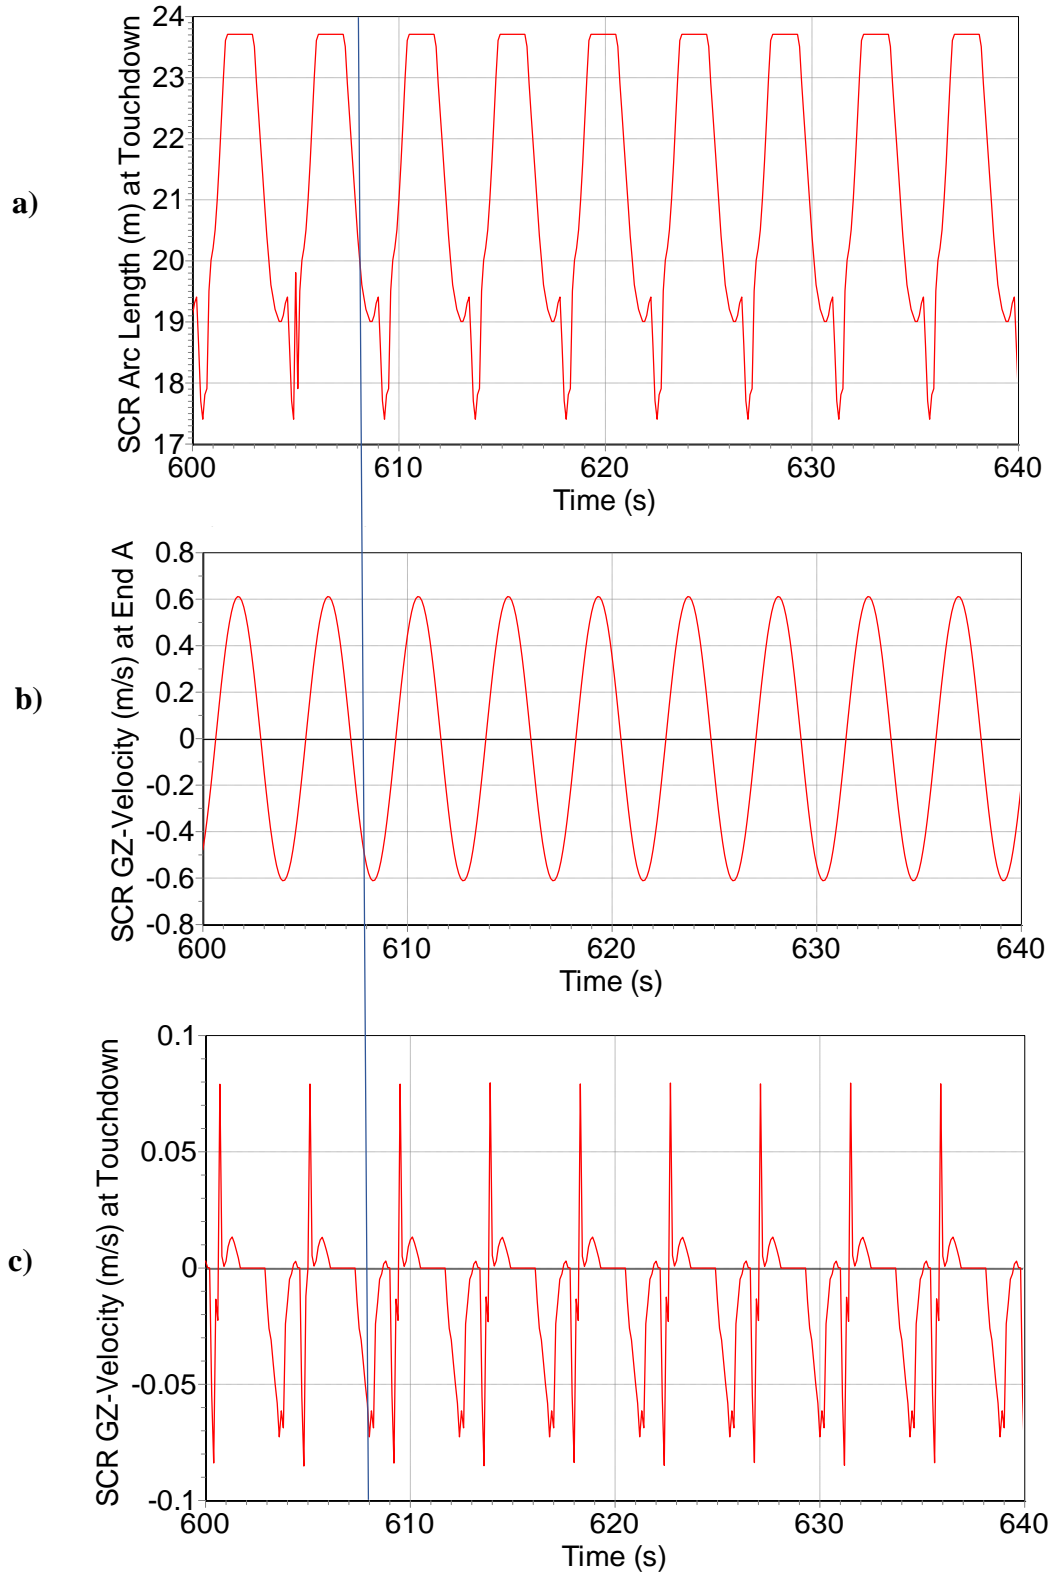 a)
SCR Arc Length (m) at Touchdown
24
23
22
21
20
19
18
17
600 610 620 630 640
Time (s)
b)
SCR GZ-Velocity (m/s) at End A
0.8
0.6
0.4
0.2
0
-0.2
-0.4
-0.6
-0.8
600 610 620 630 640
Time (s)
c)
SCR GZ-Velocity (m/s) at Touchdown
0.1
0.05
0
-0.05
-0.1
600 610 620 630 640
Time (s)